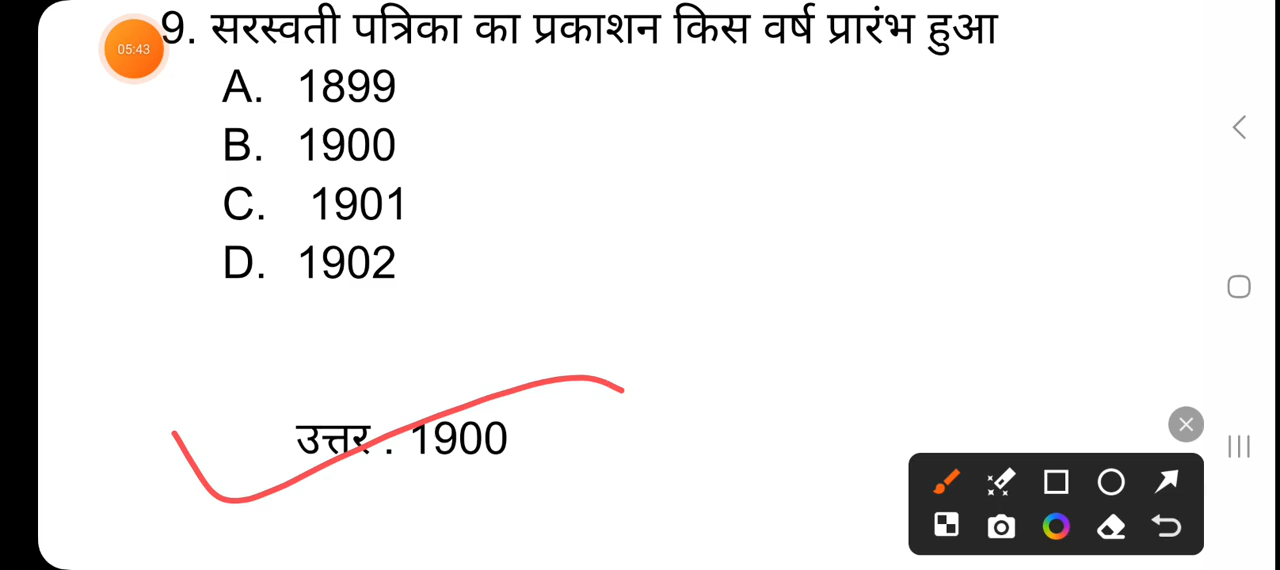 05:43
9. सरस्वती पत्रिका का प्रकाशन किस वर्ष प्रारंभ हुआ
A. 1899
B. 1900
C. 1901
D. 1902
उत्तर : 1900